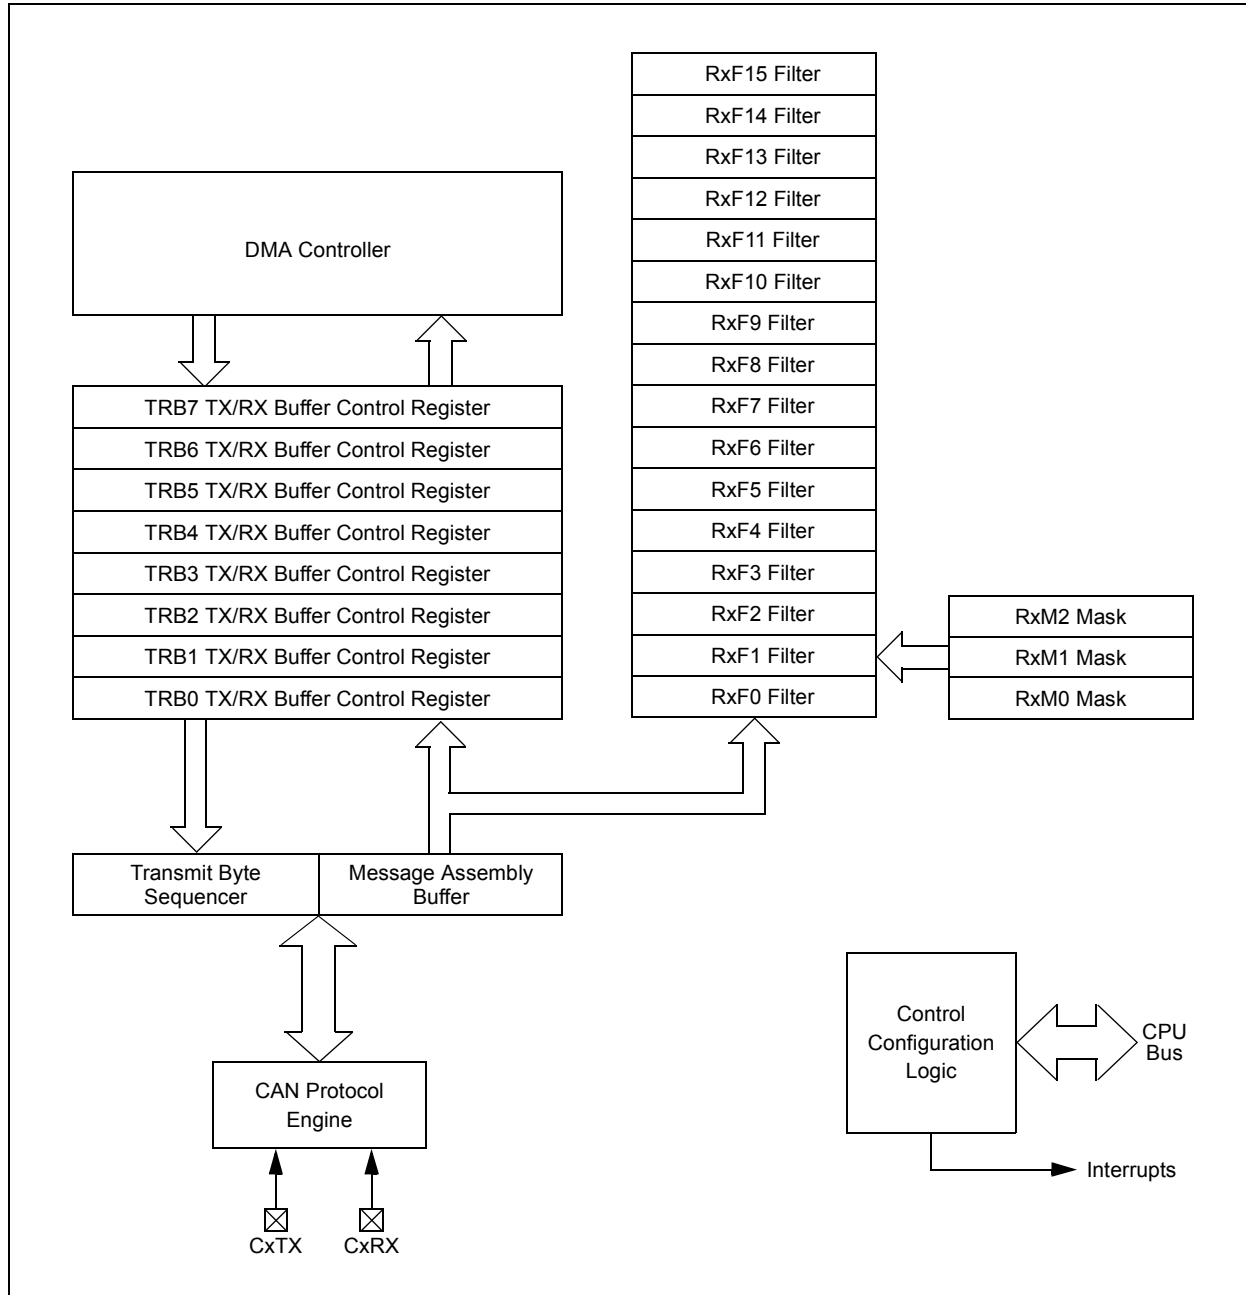 RxF15 Filter
RxF14 Filter
RxF13 Filter
RxF12 Filter
RxF11 Filter
RxF10 Filter
RxF9 Filter
RxF8 Filter
RxF7 Filter
RxF6 Filter
RxF5 Filter
RxF4 Filter
RxF3 Filter
RxF2 Filter
RxF1 Filter
RxF0 Filter
DMA Controller
TRB7 TX/RX Buffer Control Register
TRB6 TX/RX Buffer Control Register
TRB5 TX/RX Buffer Control Register
TRB4 TX/RX Buffer Control Register
TRB3 TX/RX Buffer Control Register
TRB2 TX/RX Buffer Control Register
TRB1 TX/RX Buffer Control Register
TRB0 TX/RX Buffer Control Register
RxM2 Mask
RxM1 Mask
RxM0 Mask
Transmit Byte
Sequencer
Message Assembly
Buffer
CAN Protocol
Engine
CxTX
CxRX
Control
Configuration
Logic
CPU
Bus
Interrupts